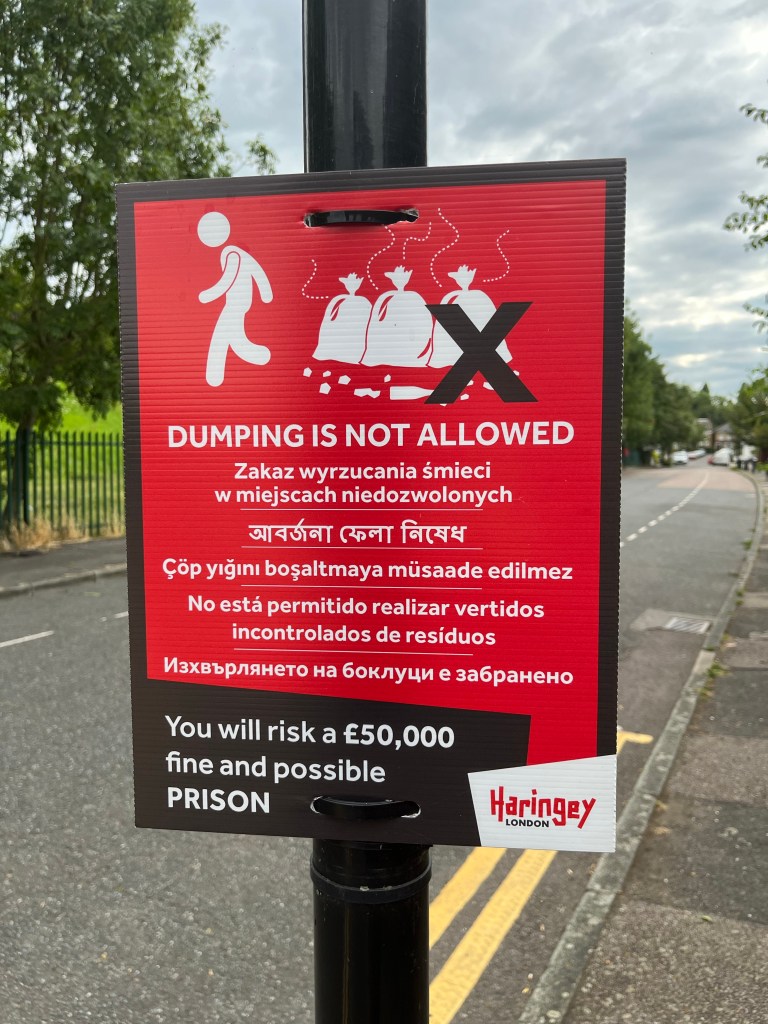 DUMPING IS NOT ALLOWED
Zakaz wyrzucania śmieci
w miejscach niedozwolonych
আবর্জনা ফেলা নিষেধ
Çöp yığını boşaltmaya müsaade edilmez
No está permitido realizar vertidos
incontrolados de resíduos
Изхвърлянето на боклуци е забранено
You will risk a £50,000
fine and possible
PRISON
Haringey
LONDON